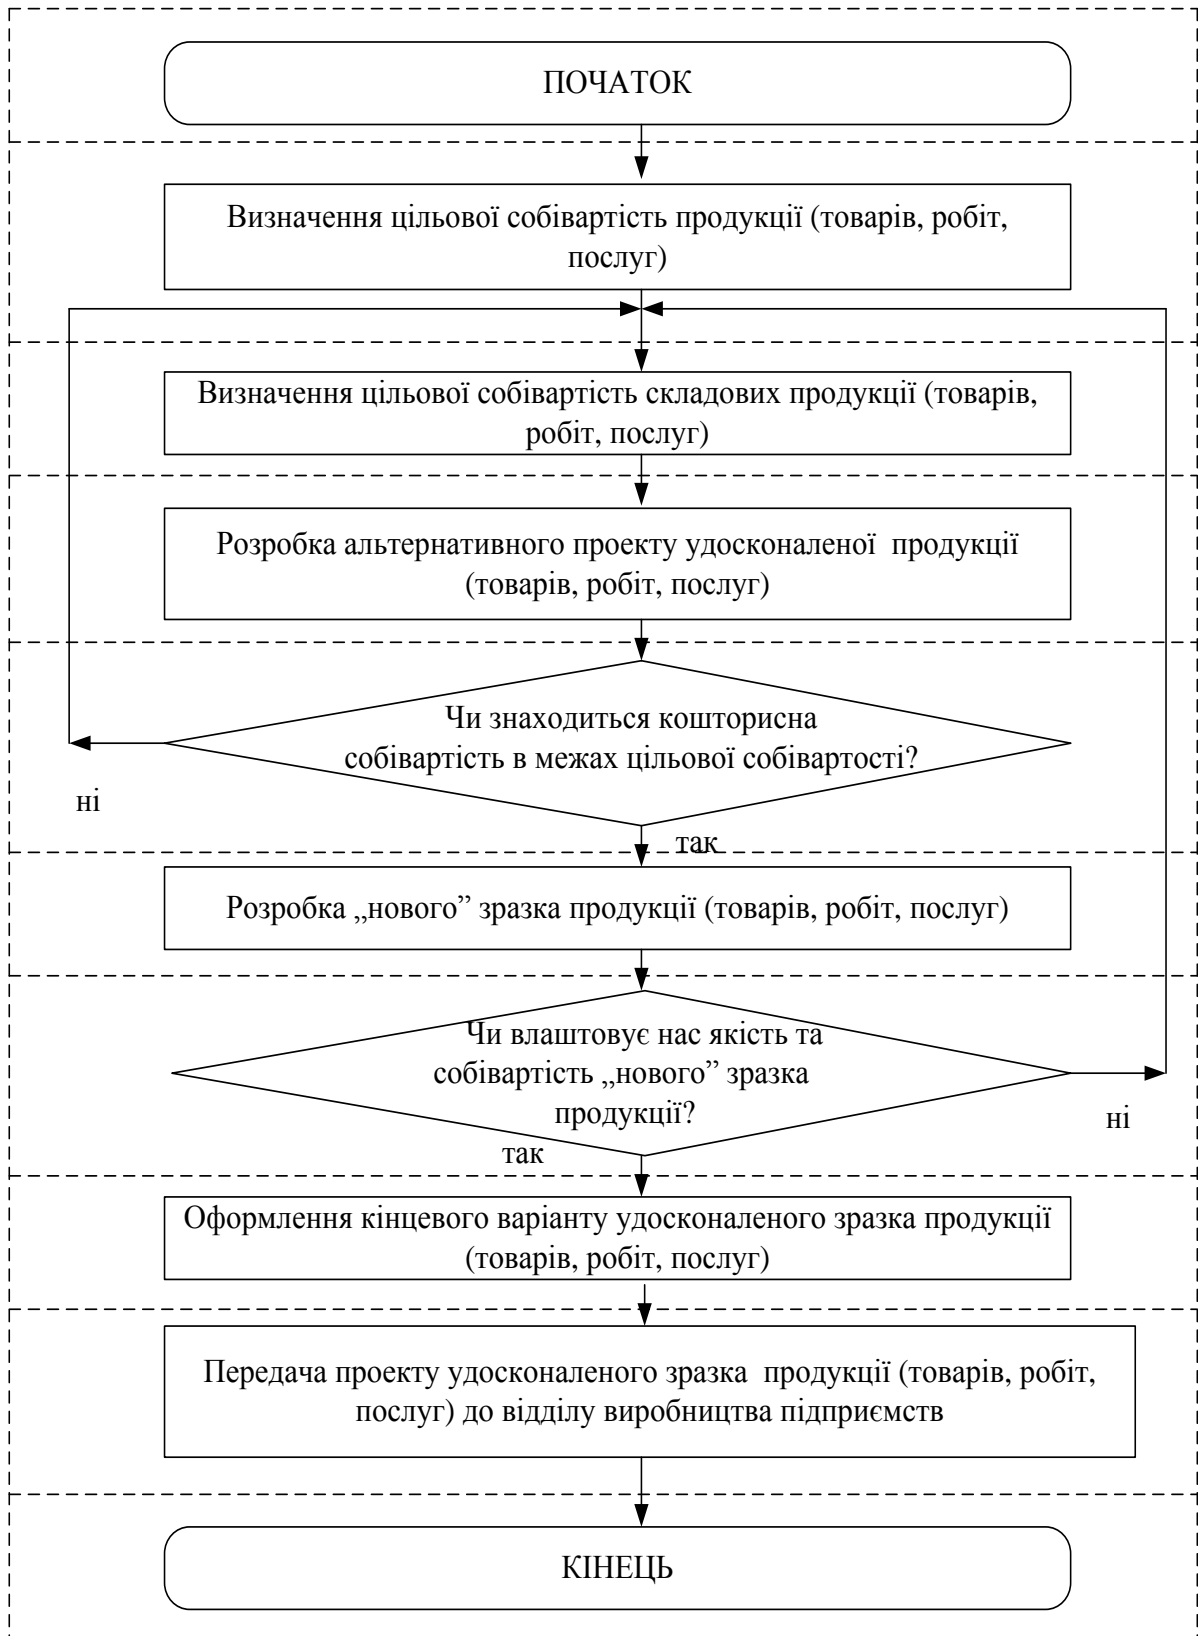 ПОЧАТОК
Визначення цільової собівартість продукції (товарів, робіт,
послуг)
Визначення цільової собівартість складових продукції (товарів,
робіт, послуг)
Розробка альтернативного проекту удосконаленої продукції
(товарів, робіт, послуг)
Чи знаходиться кошторисна
собівартість в межах цільової собівартості?
ні
так
Розробка „нового” зразка продукції (товарів, робіт, послуг)
Чи влаштовує нас якість та
собівартість „нового” зразка
продукції?
ні
так
Оформлення кінцевого варіанту удосконаленого зразка продукції
(товарів, робіт, послуг)
Передача проекту удосконаленого зразка продукції (товарів, робіт,
послуг) до відділу виробництва підприємств
КІНЕЦЬ